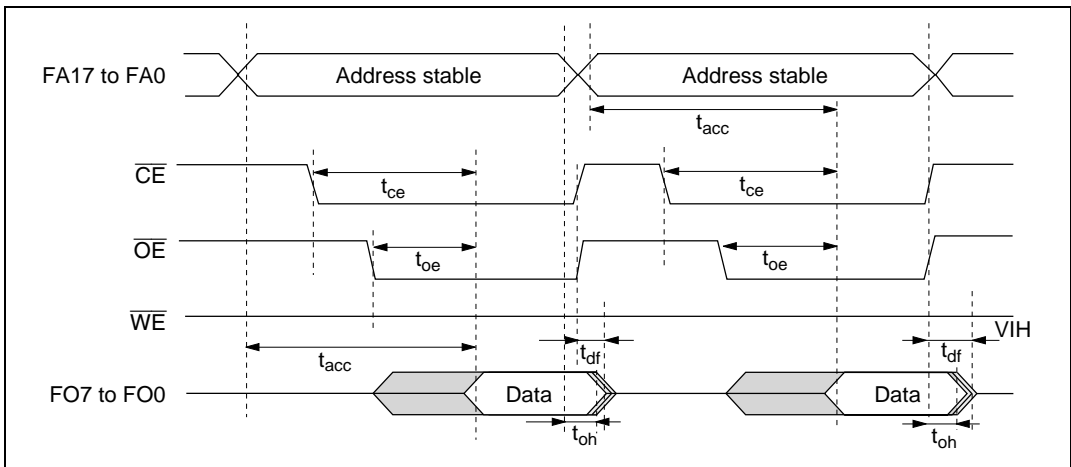 FA17 to FA0
Address stable
Address stable
tacc
CE
tce
tce
OE
toe
toe
WE
VIH
tacc
tdf
tdf
FO7 to FO0
Data
Data
toh
toh